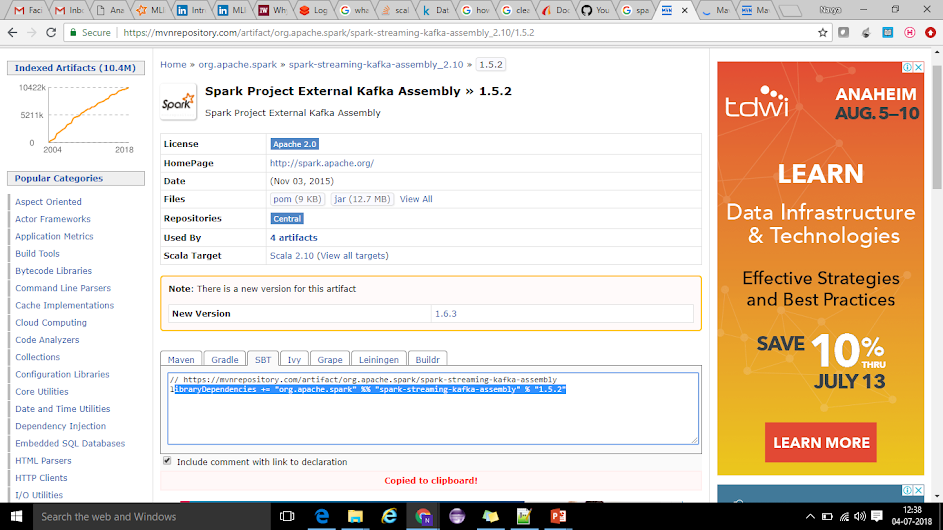 Faci
Inb
Ana
MLI
Intr
MLI
Wh
Log
wha
scal
Dat
how
clea
Doc
You
spa
Mav
Mav
Naya
Secure https://mvnrepository.com/artifact/org.apache.spark/spark-streaming-kafka-assembly_2.10/1.5.2
Indexed Artifacts (10.4M)
10422k
5211k
0
2004 2018
Popular Categories
Aspect Oriented
Actor Frameworks
Application Metrics
Build Tools
Bytecode Libraries
Command Line Parsers
Cache Implementations
Cloud Computing
Code Analyzers
Collections
Configuration Libraries
Core Utilities
Date and Time Utilities
Dependency Injection
Embedded SQL Databases
HTML Parsers
HTTP Clients
I/O Utilities
Home » org.apache.spark » spark-streaming-kafka-assembly_2.10 » 1.5.2
Spark
Spark Project External Kafka Assembly » 1.5.2
Spark Project External Kafka Assembly
License Apache 2.0
HomePage http://spark.apache.org/
Date (Nov 03, 2015)
Files pom (9 KB) jar (12.7 MB) View All
Repositories Central
Used By 4 artifacts
Scala Target Scala 2.10 (View all targets)
Note: There is a new version for this artifact
New Version 1.6.3
Maven Gradle SBT Ivy Grape Leiningen Buildr
// https://mvnrepository.com/artifact/org.apache.spark/spark-streaming-kafka-assembly
libraryDependencies += "org.apache.spark" %% "spark-streaming-kafka-assembly" % "1.5.2"
Include comment with link to declaration
Copied to clipboard!
tdwi ANAHEIM
AUG. 5–10
LEARN
Data Infrastructure
& Technologies
Effective Strategies
and Best Practices
SAVE 10% THRU
JULY 13
LEARN MORE
Search the web and Windows
12:38
04-07-2018